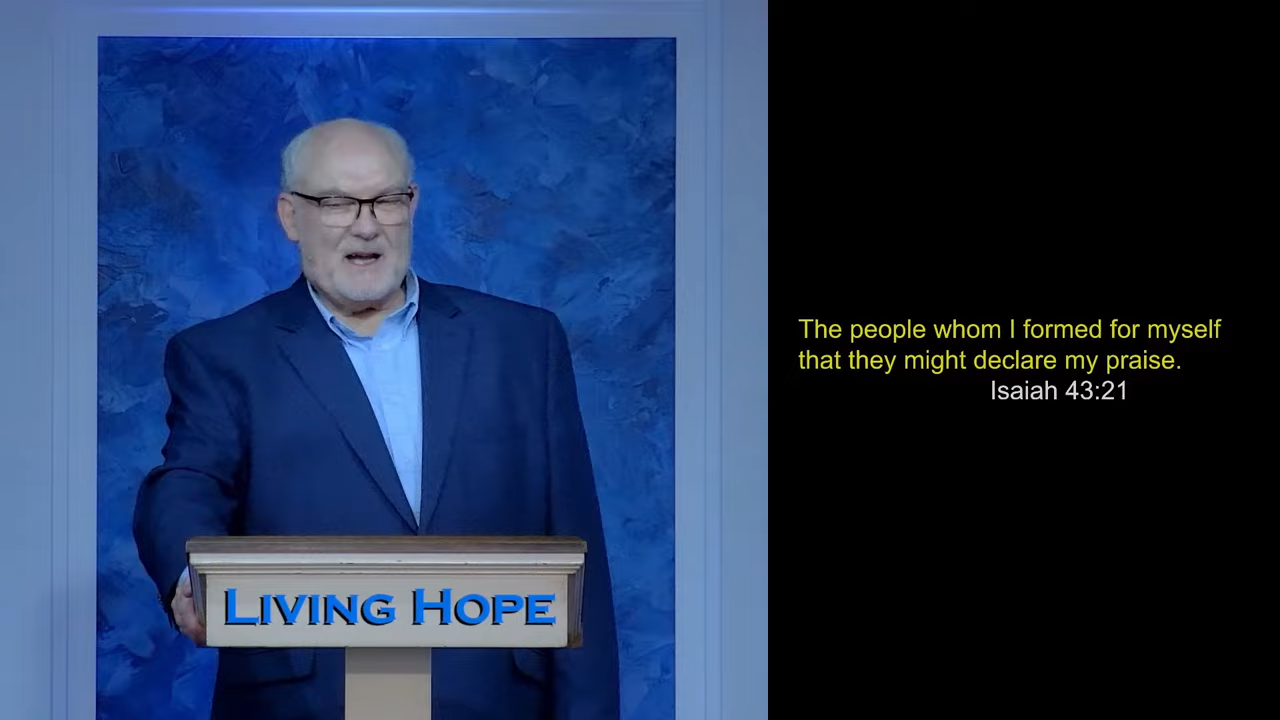 LIVING HOPE
The people whom I formed for myself
that they might declare my praise.
Isaiah 43:21